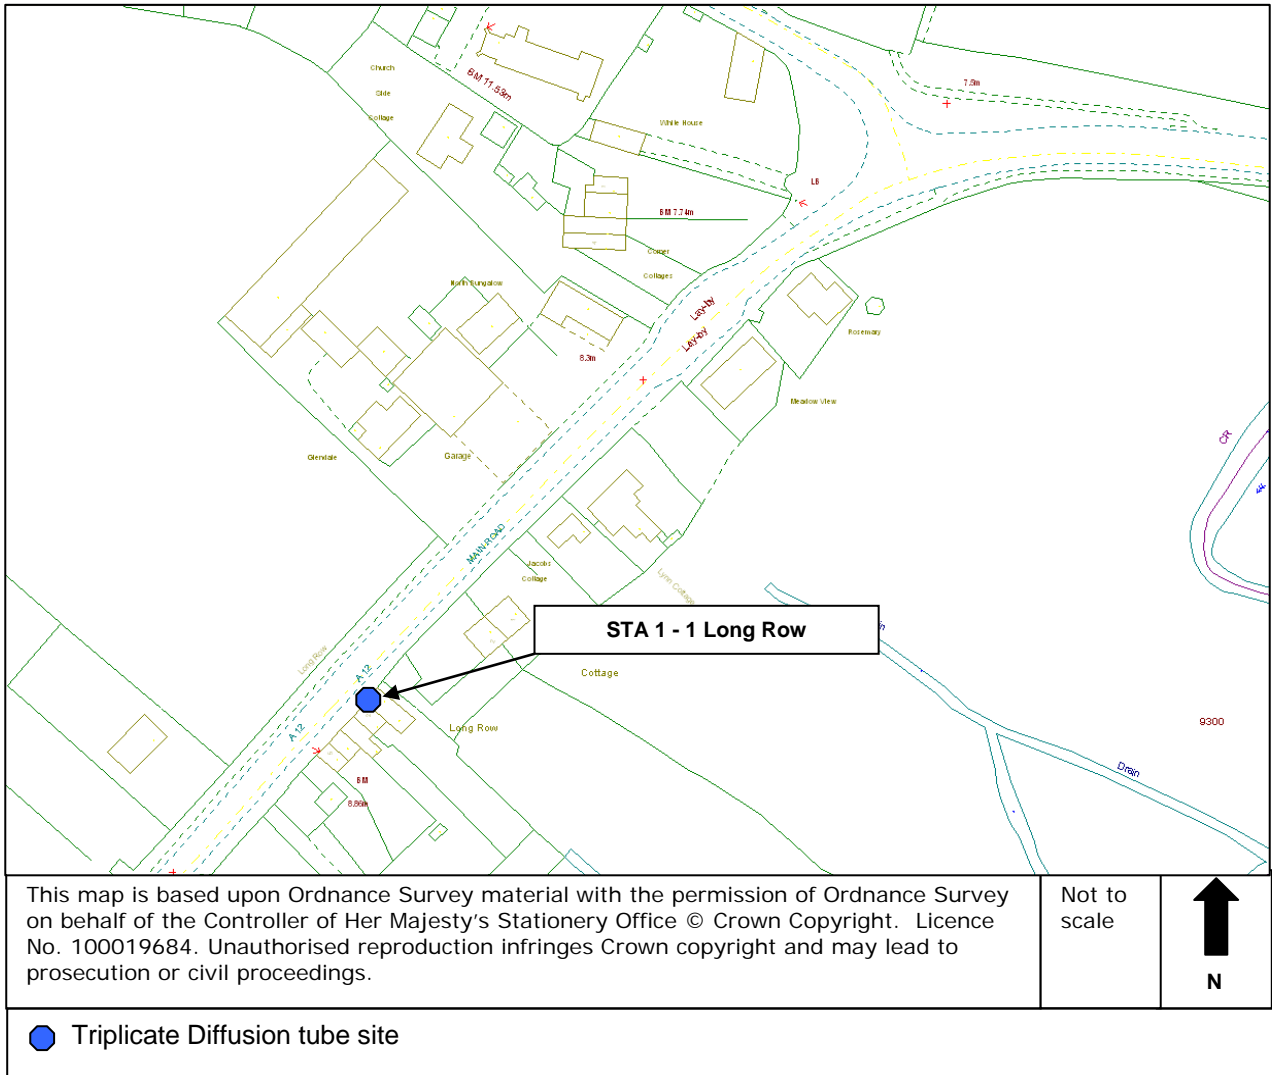 Church
Side
Cottage
BM 11.53m
White House
7.9m
LB
BM 7.74m
Corner
Cottages
North Bungalow
Lay-by
Lay-by
Rosemary
8.3m
Meadow View
Glendale
Garage
CR
MAIN ROAD
Jacobs
Cottage
Lynn Cottage
STA 1 - 1 Long Row
Long Row
A 12
Cottage
A 12
Long Row
9300
BM
8.86m
Drain
This map is based upon Ordnance Survey material with the permission of Ordnance Survey
on behalf of the Controller of Her Majesty's Stationery Office © Crown Copyright. Licence
No. 100019684. Unauthorised reproduction infringes Crown copyright and may lead to
prosecution or civil proceedings.
Not to
scale
N
Triplicate Diffusion tube site